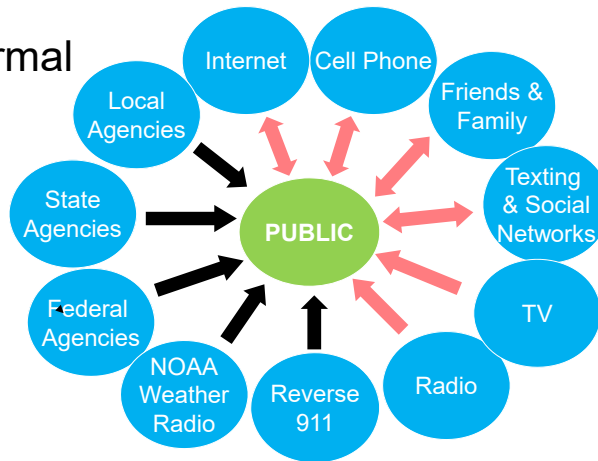 rmal
Internet
Cell Phone
Local
Agencies
Friends &
Family
State
Agencies
PUBLIC
Texting
& Social
Networks
Federal
Agencies
TV
NOAA
Weather
Radio
Reverse
911
Radio